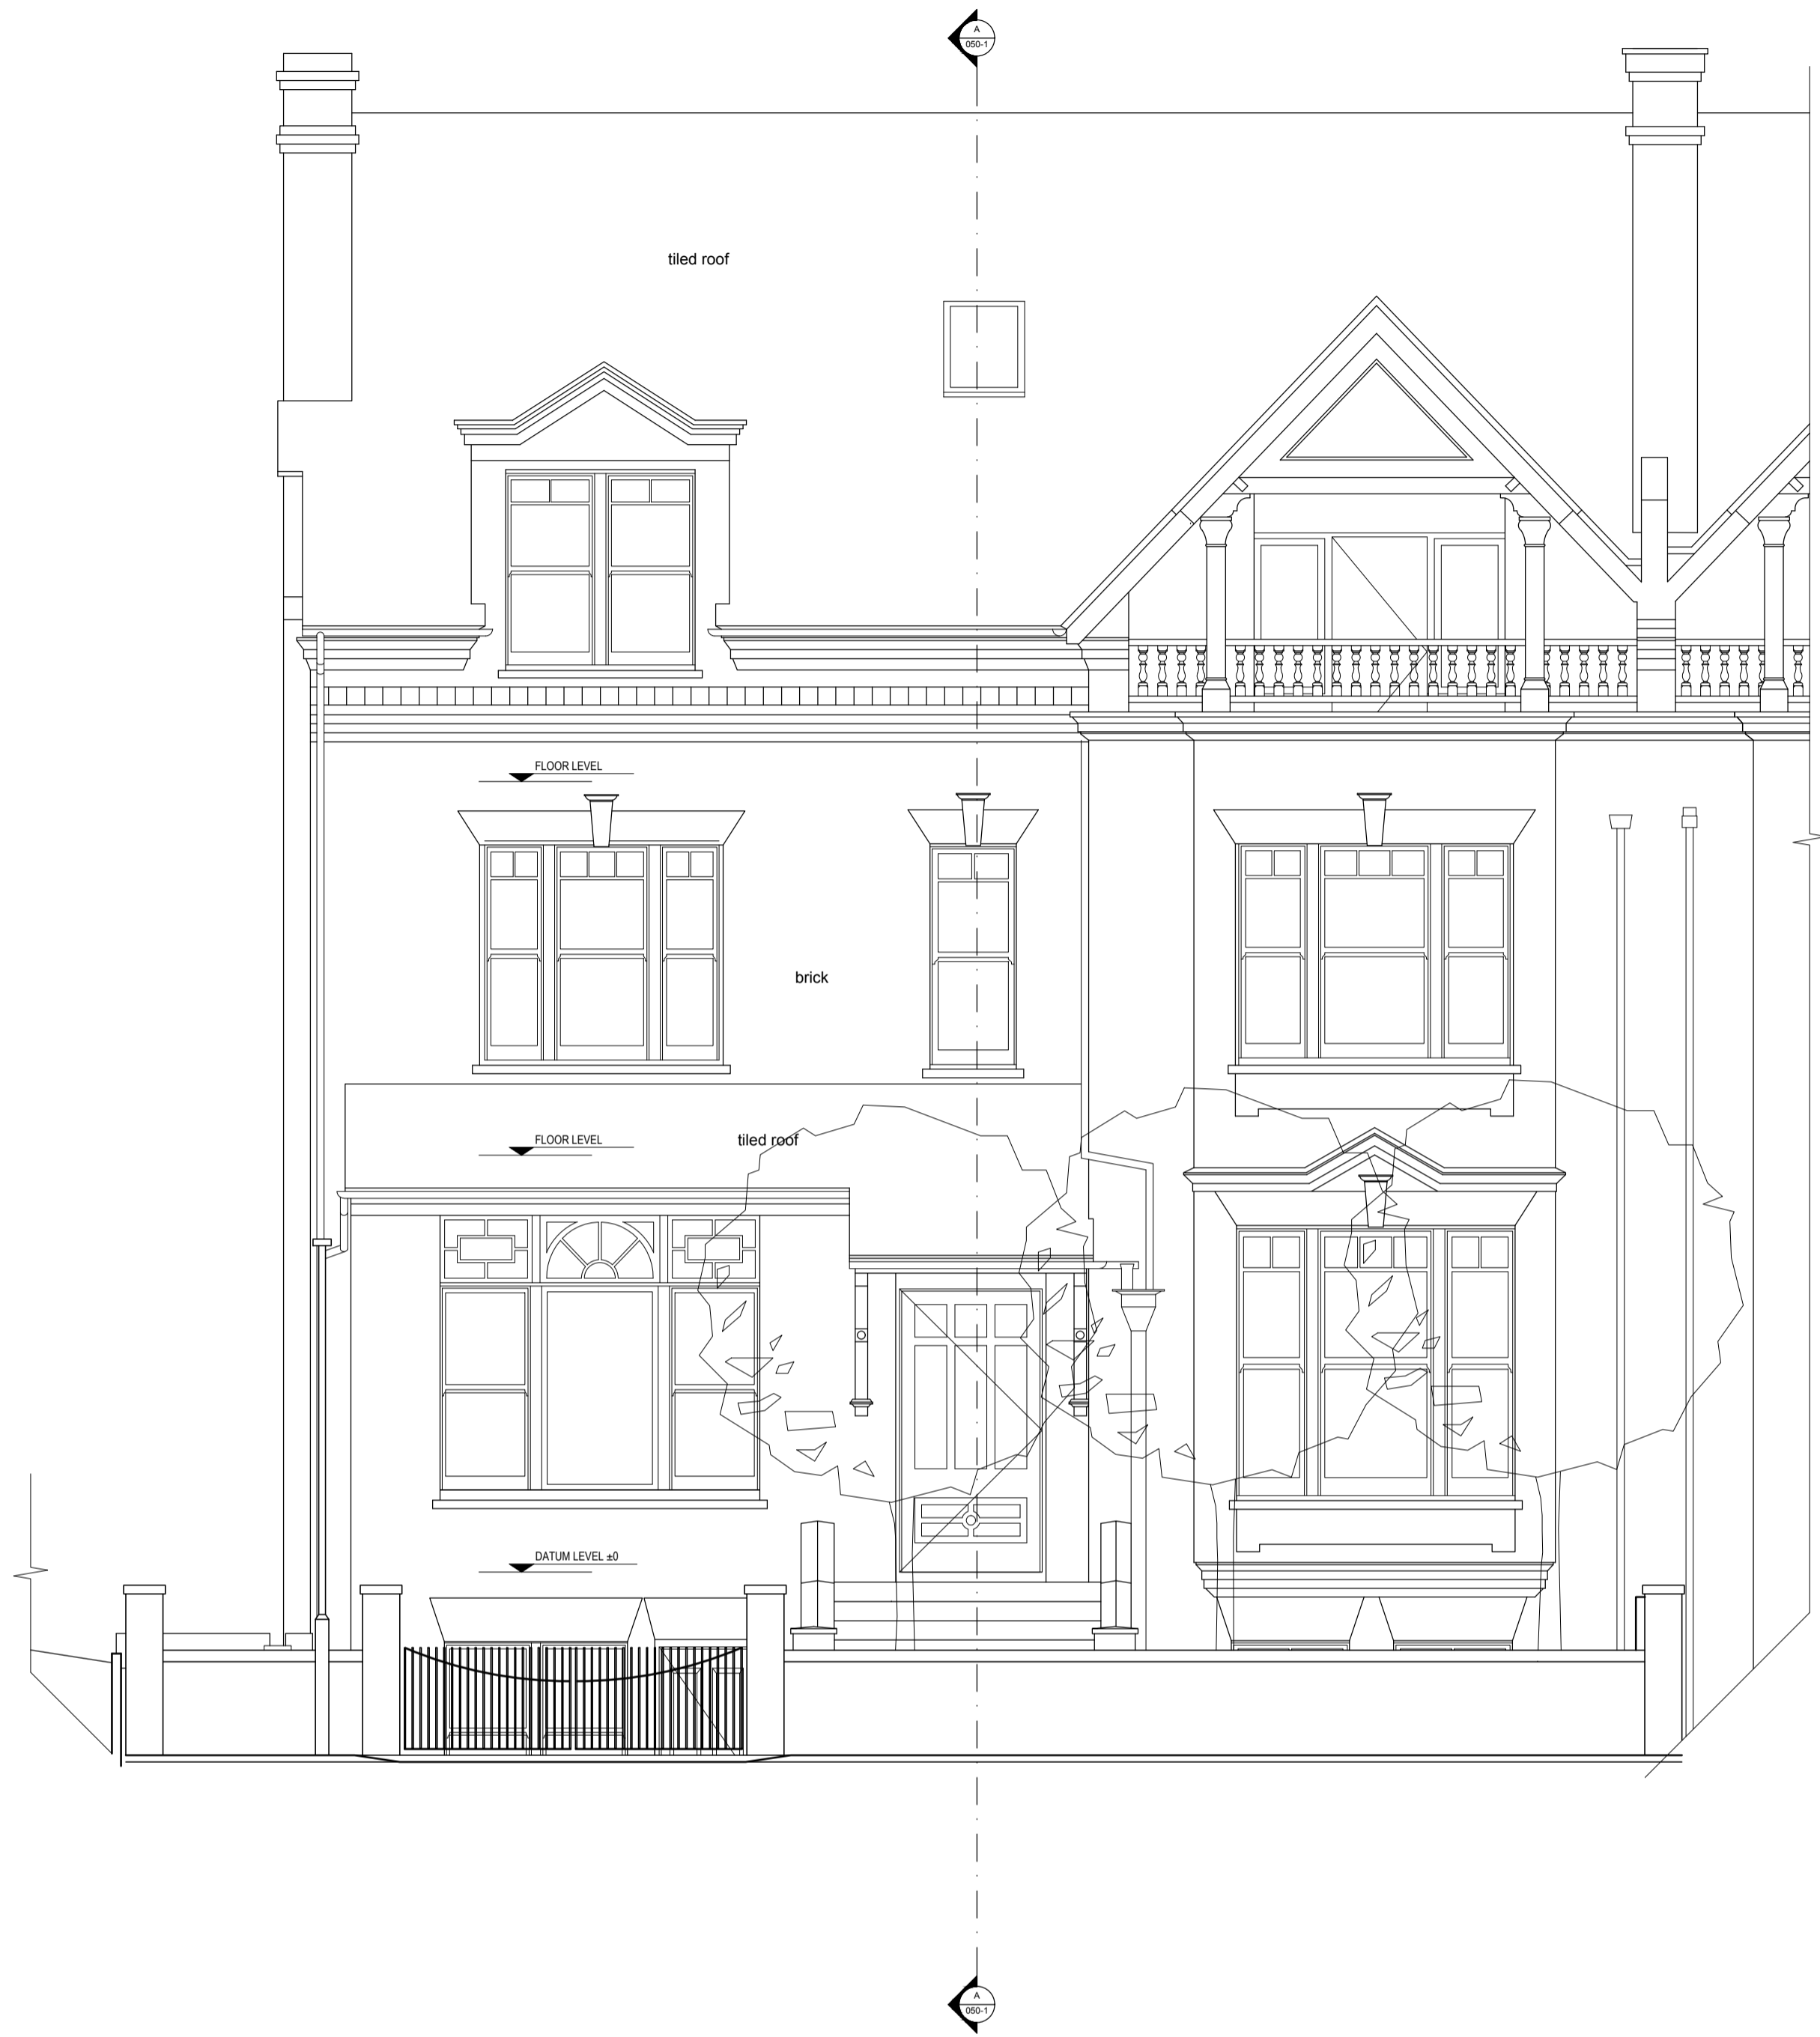 A
050-1
tiled roof
FLOOR LEVEL
brick
FLOOR LEVEL
tiled roof
DATUM LEVEL ±0
A
050-1